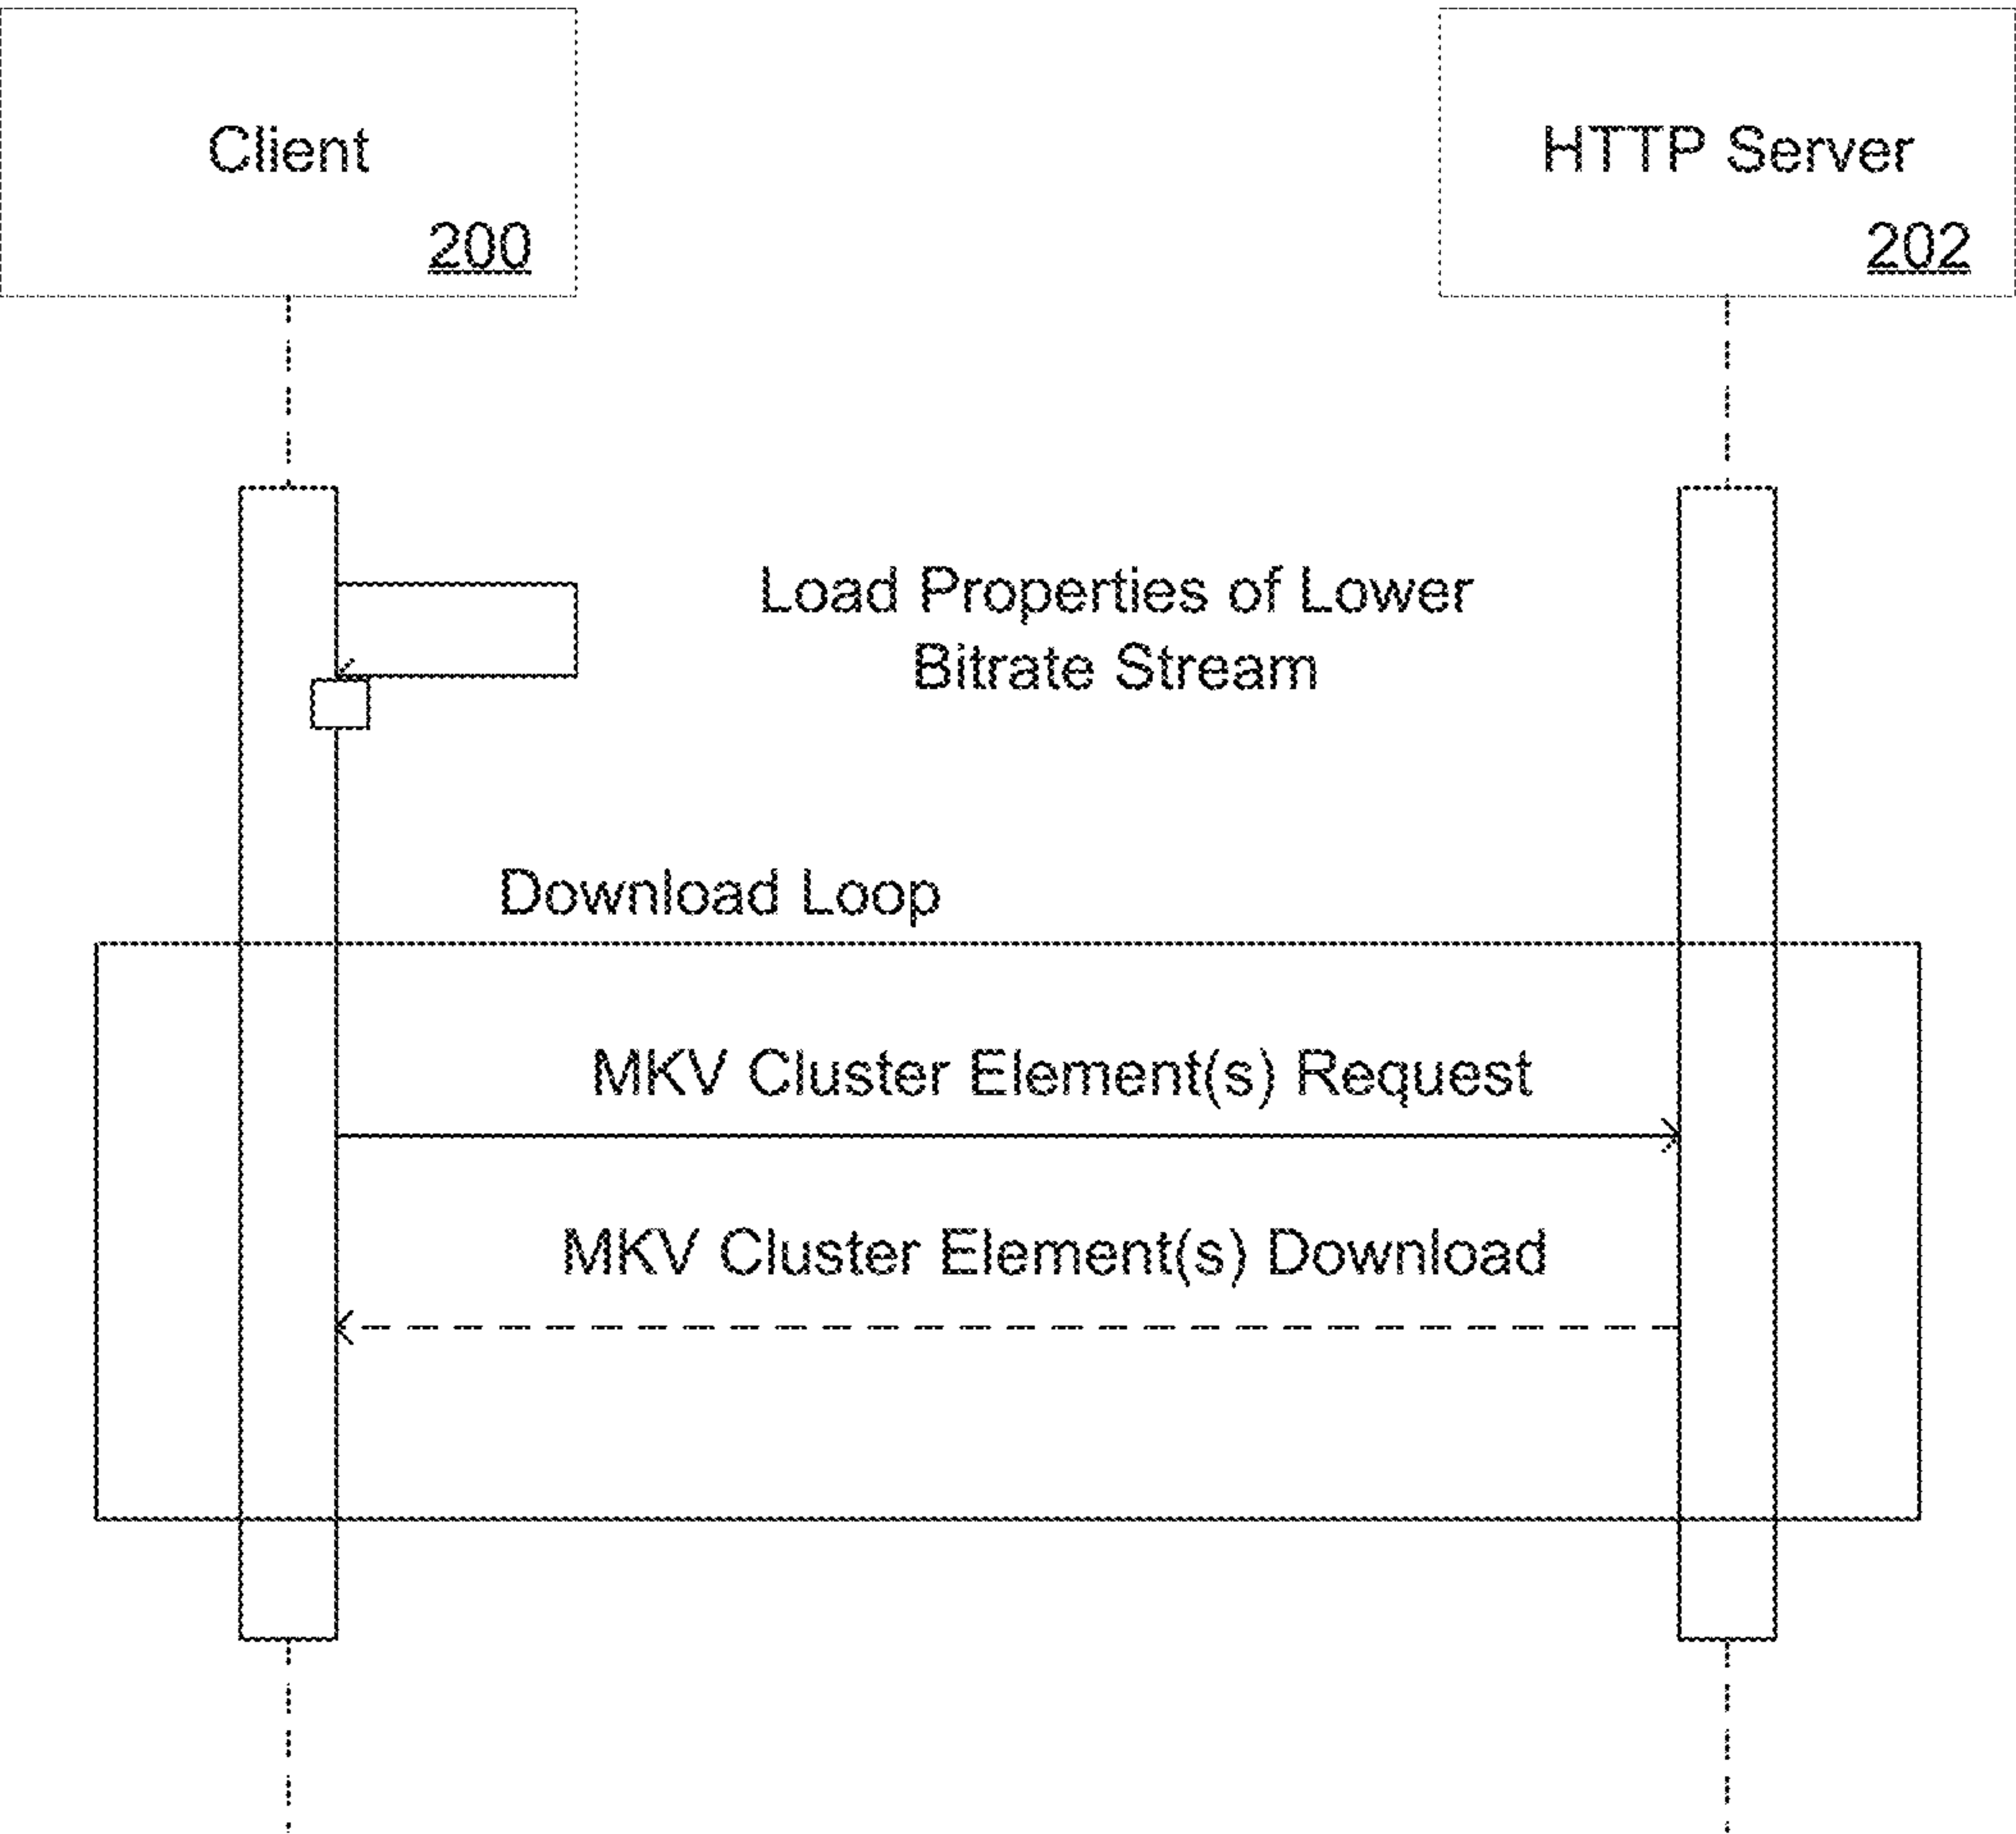 Client
200
HTTP Server
202
Load Properties of Lower
Bitrate Stream
Download Loop
MKV Cluster Element(s) Request
MKV Cluster Element(s) Download